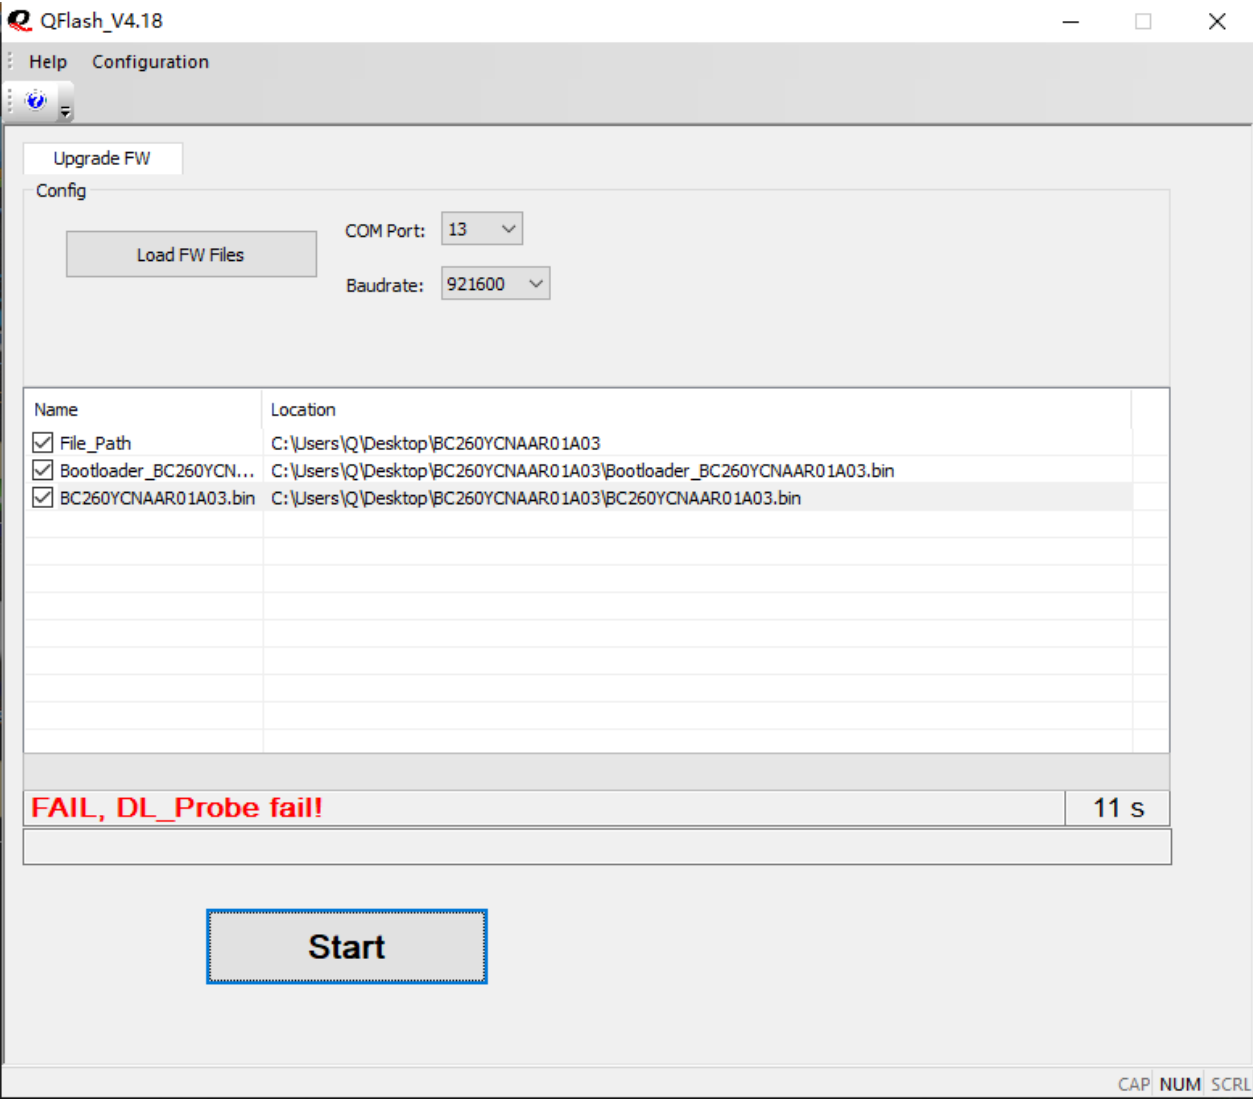 QFlash_V4.18
Help Configuration
Upgrade FW
Config
Load FW Files
COM Port: 13
Baudrate: 921600
Name Location
File_Path C:\Users\Q\Desktop\BC260YCNAAR01A03
Bootloader_BC260YCN... C:\Users\Q\Desktop\BC260YCNAAR01A03\Bootloader_BC260YCNAAR01A03.bin
BC260YCNAAR01A03.bin C:\Users\Q\Desktop\BC260YCNAAR01A03\BC260YCNAAR01A03.bin
FAIL, DL_Probe fail! 11 s
Start
CAP NUM SCRL